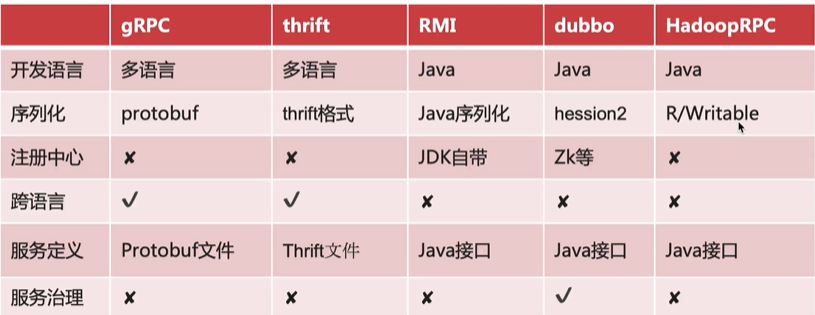 gRPC thrift RMI dubbo HadoopRPC
开发语言 多语言 多语言 Java Java Java
序列化 protobuf thrift格式 Java序列化 hession2 R/Writable
注册中心 ✘ ✘ JDK自带 Zk等 ✘
跨语言 ✓ ✓ ✘ ✘ ✘
服务定义 Protobuf文件 Thrift文件 Java接口 Java接口 Java接口
服务治理 ✘ ✘ ✘ ✓ ✘